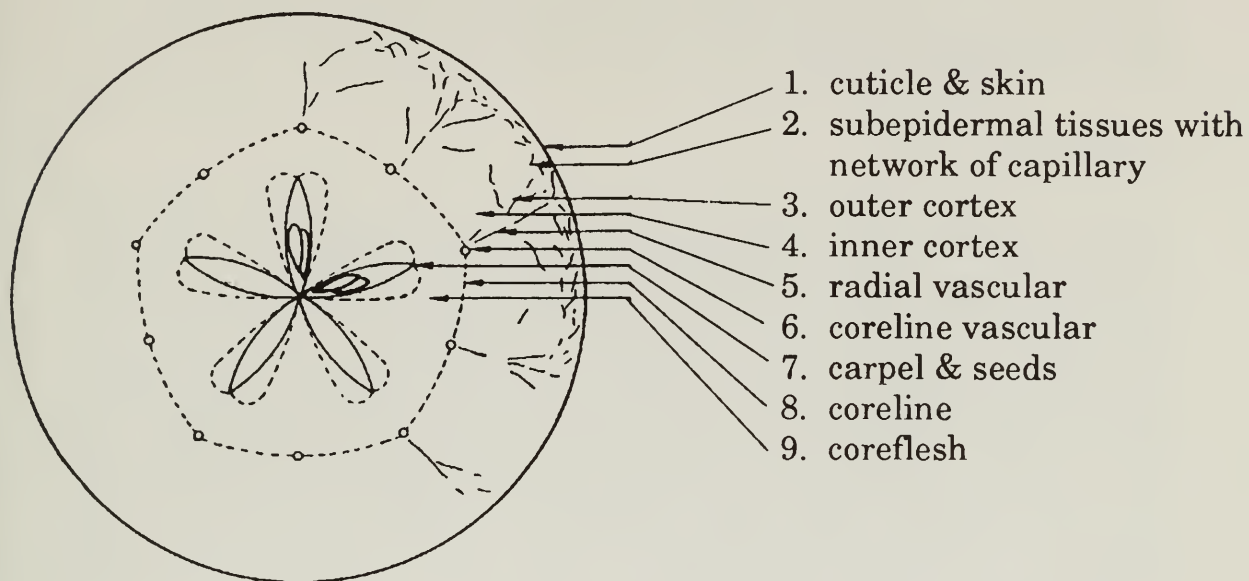 1. cuticle & skin
2. subepidermal tissues with
network of capillary
3. outer cortex
4. inner cortex
5. radial vascular
6. coreline vascular
7. carpel & seeds
8. coreline
9. coreflesh